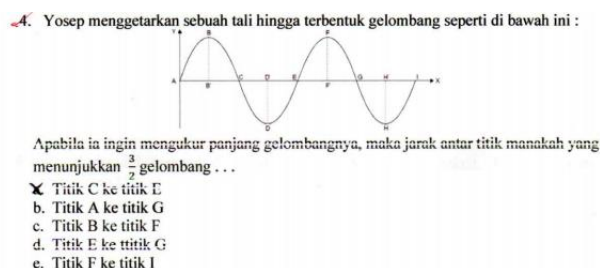 4. Yosep menggetarkan sebuah tali hingga terbentuk gelombang seperti di bawah ini :
Y
B F
A B' C D' E F' G H' I X
D H
Apabila ia ingin mengukur panjang gelombangnya, maka jarak antar titik manakah yang
menunjukkan 3/2 gelombang . . .
Titik C ke titik E
b. Titik A ke titik G
c. Titik B ke titik F
d. Titik E ke ttitik G
e. Titik F ke titik I